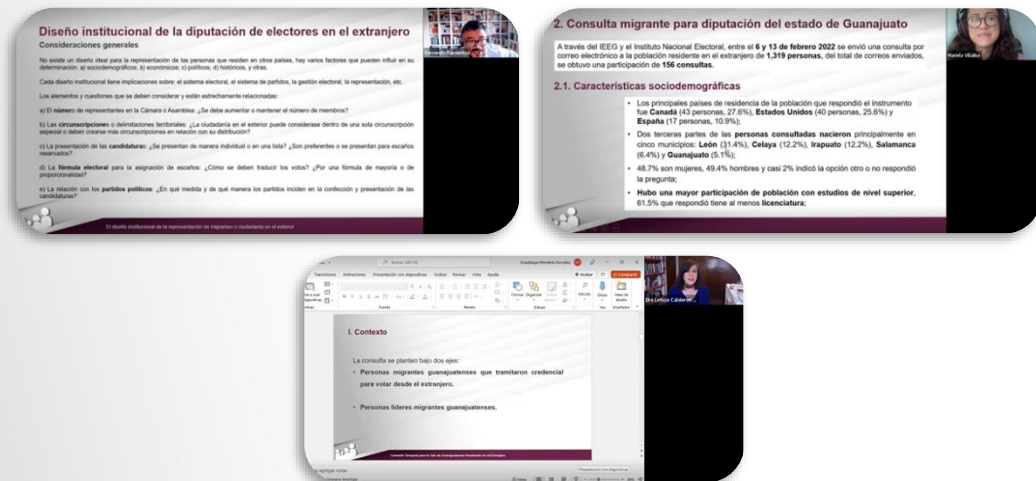 Diseño institucional de la diputación de electores en el extranjero
Consideraciones generales
No existe un diseño ideal para la representación de las personas que residen en otros países, hay varios factores que pueden influir en su
determinación: a) sociodemográficos; b) económicos; c) políticos; d) históricos, y otras.
Cada diseño institucional tiene implicaciones sobre: el sistema electoral, el sistema de partidos, la gestión electoral, la representación, etc.
Los elementos y cuestiones que se deben considerar y están estrechamente relacionadas:
a) El número de representantes en la Cámara o Asamblea: ¿Se debe aumentar o mantener el número de miembros?
b) Las circunscripciones o delimitaciones territoriales: ¿La ciudadanía en el exterior puede considerarse dentro de una sola circunscripción
especial o deben crearse más circunscripciones en relación con su distribución?
c) La presentación de las candidaturas: ¿Se presentan de manera individual o en una lista? ¿Son preferentes o se presentan para escaños
reservados?
d) La fórmula electoral para la asignación de escaños: ¿Cómo se deben traducir los votos? ¿Por una fórmula de mayoría o de
proporcionalidad?
e) La relación con los partidos políticos: ¿En qué medida y de qué manera los partidos inciden en la confección y presentación de las
candidaturas?
El diseño institucional de la representación de migrantes o ciudadanía en el exterior
2. Consulta migrante para diputación del estado de Guanajuato
A través del IEEG y el Instituto Nacional Electoral, entre el 6 y 13 de febrero 2022 se envió una consulta por
correo electrónico a la población residente en el extranjero de 1,319 personas, del total de correos enviados,
se obtuvo una participación de 156 consultas.
2.1. Características sociodemográficas
• Los principales países de residencia de la población que respondió el instrumento
fue Canadá (43 personas, 27.6%), Estados Unidos (40 personas, 25.6%) y
España (17 personas, 10.9%);
• Dos terceras partes de las personas consultadas nacieron principalmente en
cinco municipios: León (31.4%), Celaya (12.2%), Irapuato (12.2%), Salamanca
(6.4%) y Guanajuato (5.1%);
• 48.7% son mujeres, 49.4% hombres y casi 2% indicó la opción otro o no respondió
la pregunta;
• Hubo una mayor participación de población con estudios de nivel superior,
61.5% que respondió tiene al menos licenciatura;
Mariela Villalba
Transiciones Animaciones Presentación con diapositivas Grabar Revisar Vista Ayuda
Fuente Párrafo Dibujo
I. Contexto
La consulta se planteo bajo dos ejes:
• Personas migrantes guanajuatenses que tramitaron credencial
para votar desde el extranjero.
• Personas líderes migrantes guanajuatenses.
Dra Leticia Calderón ...